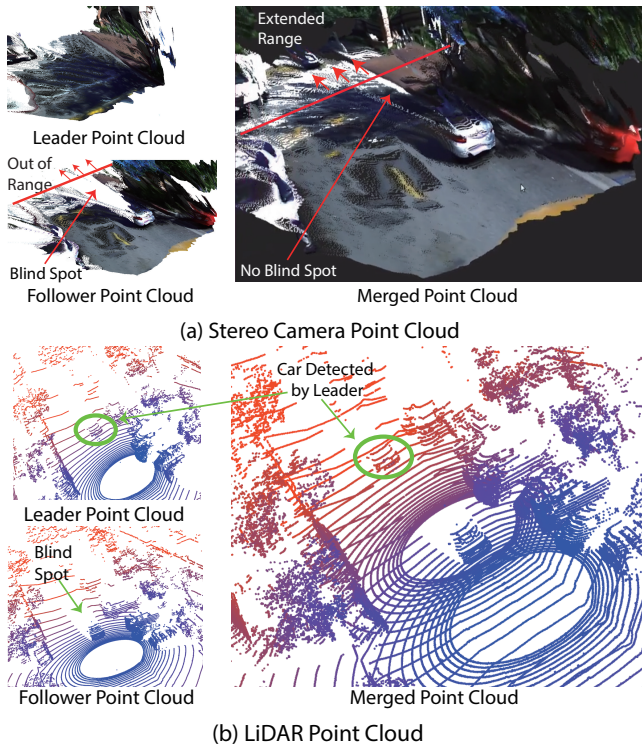 Extended
Range
Leader Point Cloud
Out of
Range
Blind Spot
No Blind Spot
Follower Point Cloud
Merged Point Cloud
(a) Stereo Camera Point Cloud
Car Detected
by Leader
Leader Point Cloud
Blind
Spot
Follower Point Cloud
Merged Point Cloud
(b) LiDAR Point Cloud